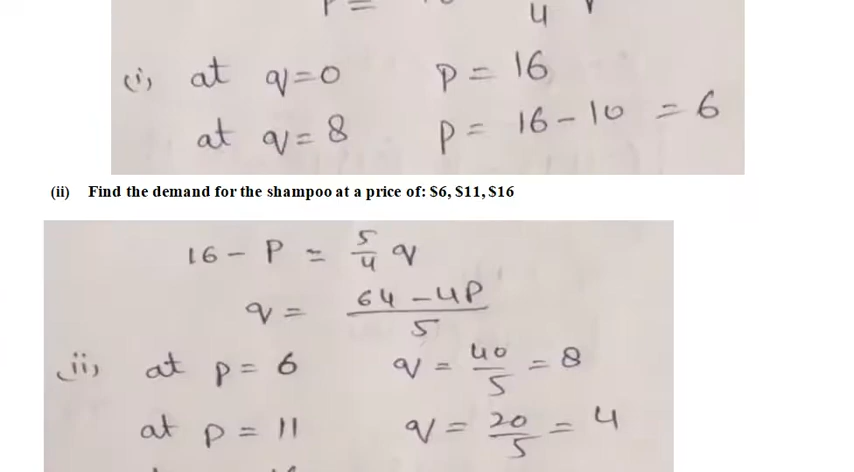 P =
4
(i) at q=0 P = 16
at q= 8 P = 16 - 10 = 6
(ii) Find the demand for the shampoo at a price of: $6, $11, $16
16 - P = 5/4 q
q = 64 - 4P / 5
(ii) at P = 6 q = 40/5 = 8
at P = 11 q = 20/5 = 4